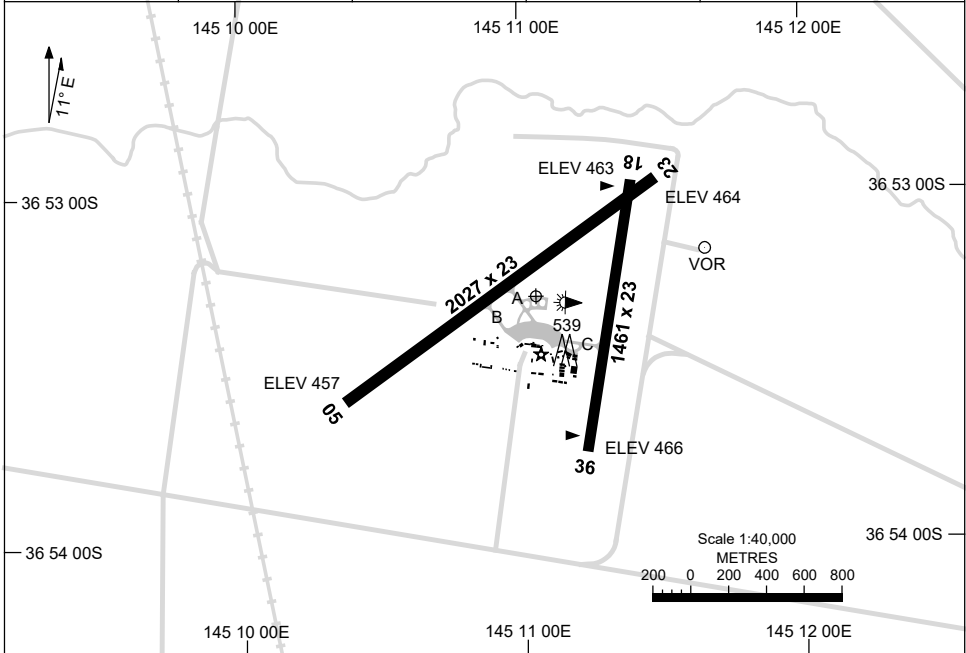 145 10 00E
145 11 00E
145 12 00E
11° E
ELEV 463
18
23
36 53 00S
36 53 00S
ELEV 464
VOR
2027 x 23
A
B
539
C
1461 x 23
ELEV 457
05
ELEV 466
36
36 54 00S
36 54 00S
Scale 1:40,000
METRES
200 0 200 400 600 800
145 10 00E
145 11 00E
145 12 00E